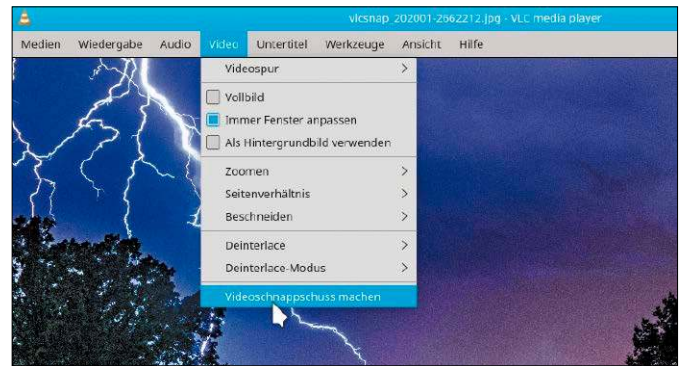 vlcsnap_202001-2662212.jpg - VLC media player
Medien Wiedergabe Audio Video Untertitel Werkzeuge Ansicht Hilfe
Videospur >
Vollbild
Immer Fenster anpassen
Als Hintergrundbild verwenden
Zoomen >
Seitenverhältnis >
Beschneiden >
Deinterlace >
Deinterlace-Modus >
Videoschnappschuss machen